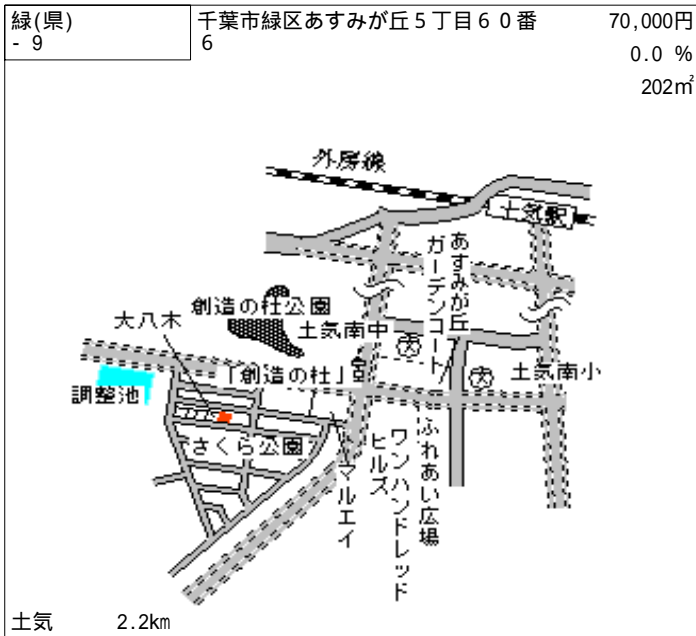 緑(県)
- 9
千葉市緑区あすみが丘５丁目６０番
６
70,000円
0.0 %
202㎡
外房線
土気駅
あすみが丘
ガーデンコート
創造の杜公園
大八木
土気南中
文
「創造の杜」
文
土気南小
調整池
さくら公園
マルエイ
ワンハンドレッド
ヒルズ
ふれあい広場
土気
2.2km